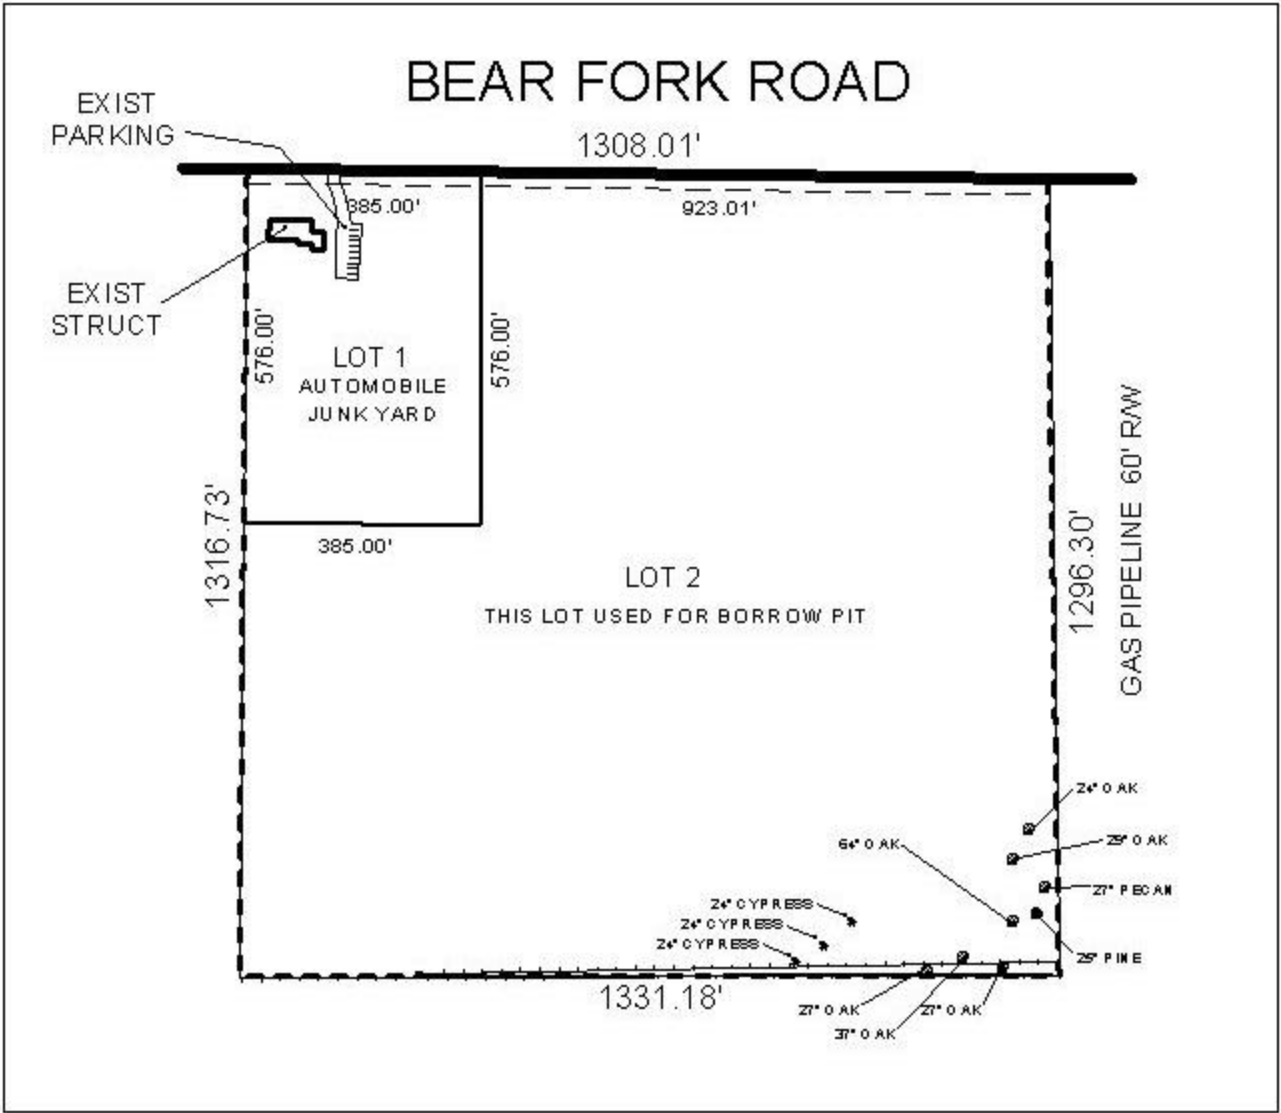 BEAR FORK ROAD
EXIST
PARKING
1308.01'
385.00'
923.01'
EXIST
STRUCT
576.00'
576.00'
LOT 1
AUTOMOBILE
JUNK YARD
1316.73'
385.00'
LOT 2
THIS LOT USED FOR BORROW PIT
1296.30'
GAS PIPELINE 60' R/W
24" OAK
64" OAK
29" OAK
27" PECAN
24" CYPRESS
24" CYPRESS
24" CYPRESS
25" PINE
1331.18'
27" OAK
27" OAK
37" OAK